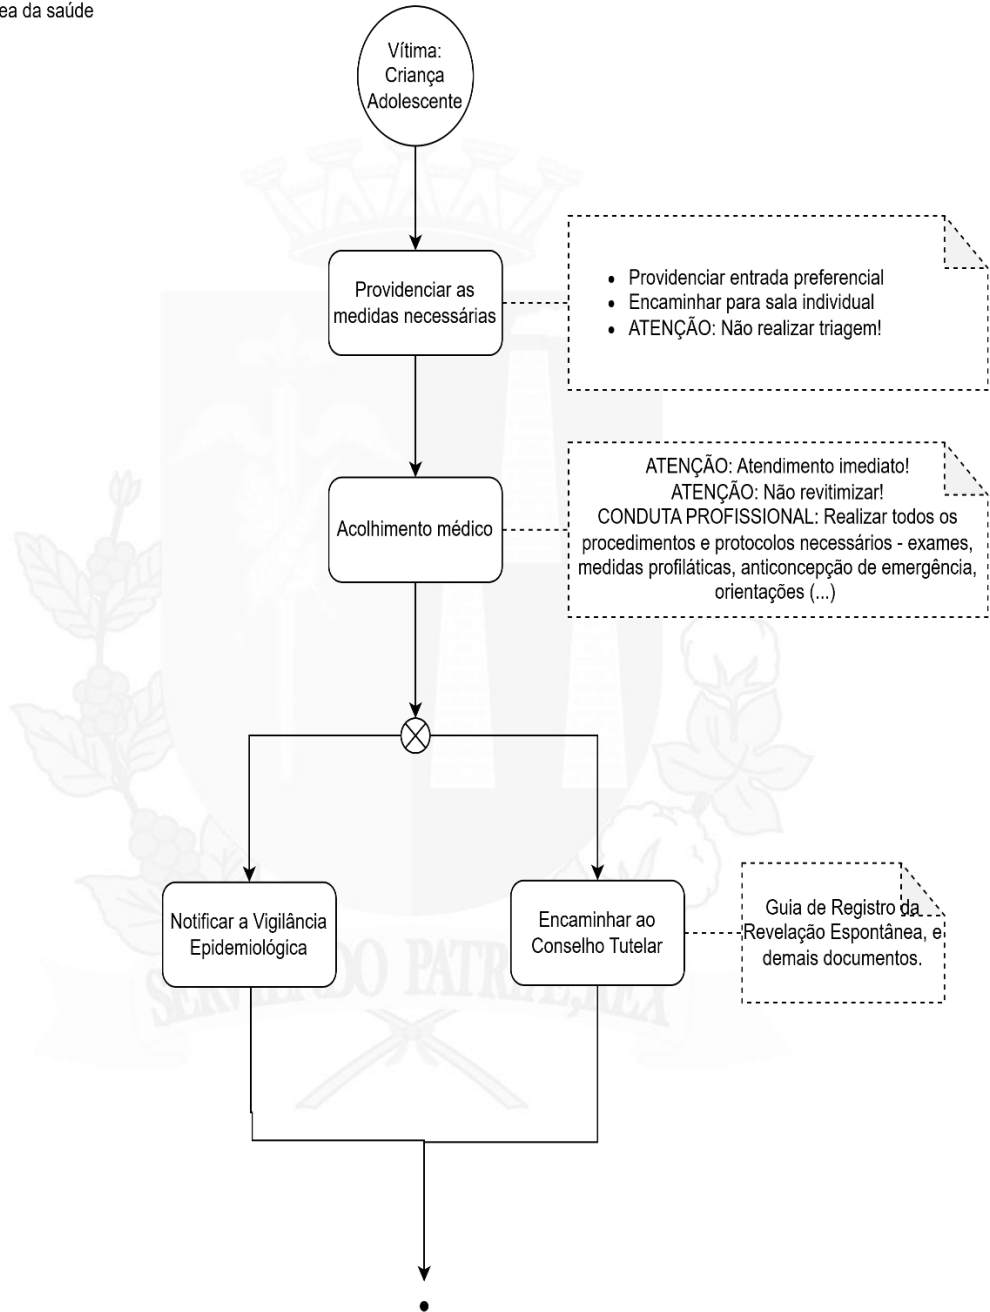 ea da saúde
Vítima:
Criança
Adolescente
Providenciar as
medidas necessárias
• Providenciar entrada preferencial
• Encaminhar para sala individual
• ATENÇÃO: Não realizar triagem!
Acolhimento médico
ATENÇÃO: Atendimento imediato!
ATENÇÃO: Não revitimizar!
CONDUTA PROFISSIONAL: Realizar todos os
procedimentos e protocolos necessários - exames,
medidas profiláticas, anticoncepção de emergência,
orientações (...)
Notificar a Vigilância
Epidemiológica
Encaminhar ao
Conselho Tutelar
Guia de Registro da
Revelação Espontânea, e
demais documentos.